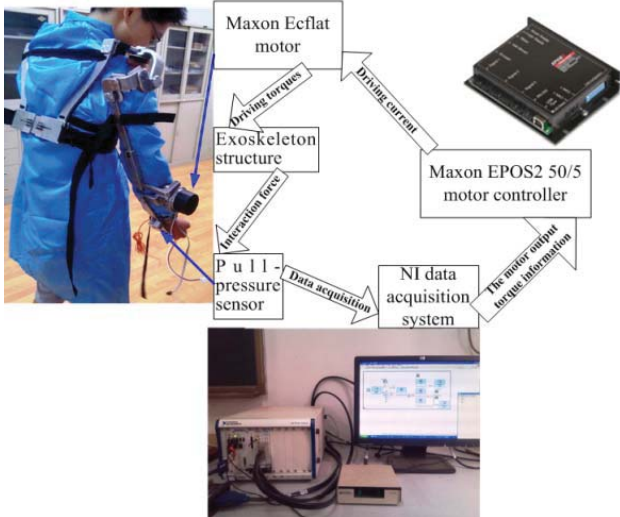 Maxon Ecflat
motor
Driving torques
Driving current
Exoskeleton
structure
Maxon EPOS2 50/5
motor controller
Interaction force
Pull-
pressure
sensor
Data acquisition
NI data
acquisition
system
The motor output
torque information